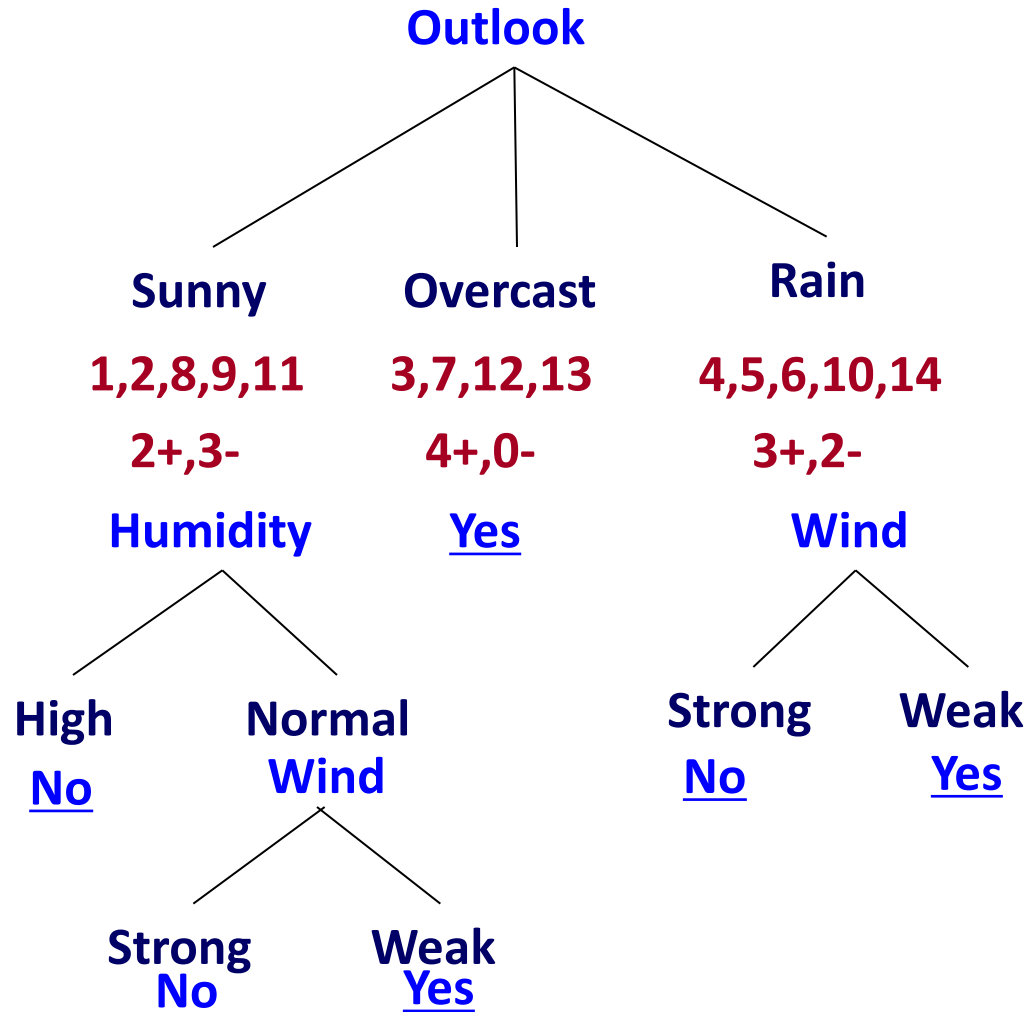 Outlook
Sunny
Overcast
Rain
1,2,8,9,11
3,7,12,13
4,5,6,10,14
2+,3-
4+,0-
3+,2-
Humidity
Yes
Wind
High
Normal
Strong
Weak
No
Wind
No
Yes
Strong
Weak
No
Yes